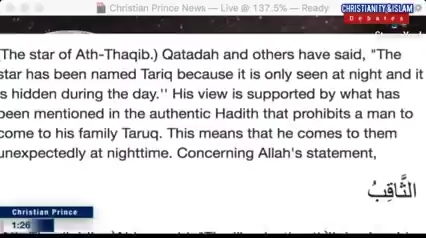 Christian Prince News — Live @ 137.5% — Ready
CHRISTIANITY&ISLAM
Debates
(The star of Ath-Thaqib.) Qatadah and others have said, "The
star has been named Tariq because it is only seen at night and it
is hidden during the day.'' His view is supported by what has
been mentioned in the authentic Hadith that prohibits a man to
come to his family Taruq. This means that he comes to them
unexpectedly at nighttime. Concerning Allah's statement,
الثَّاقِبُ
Christian Prince
1:26